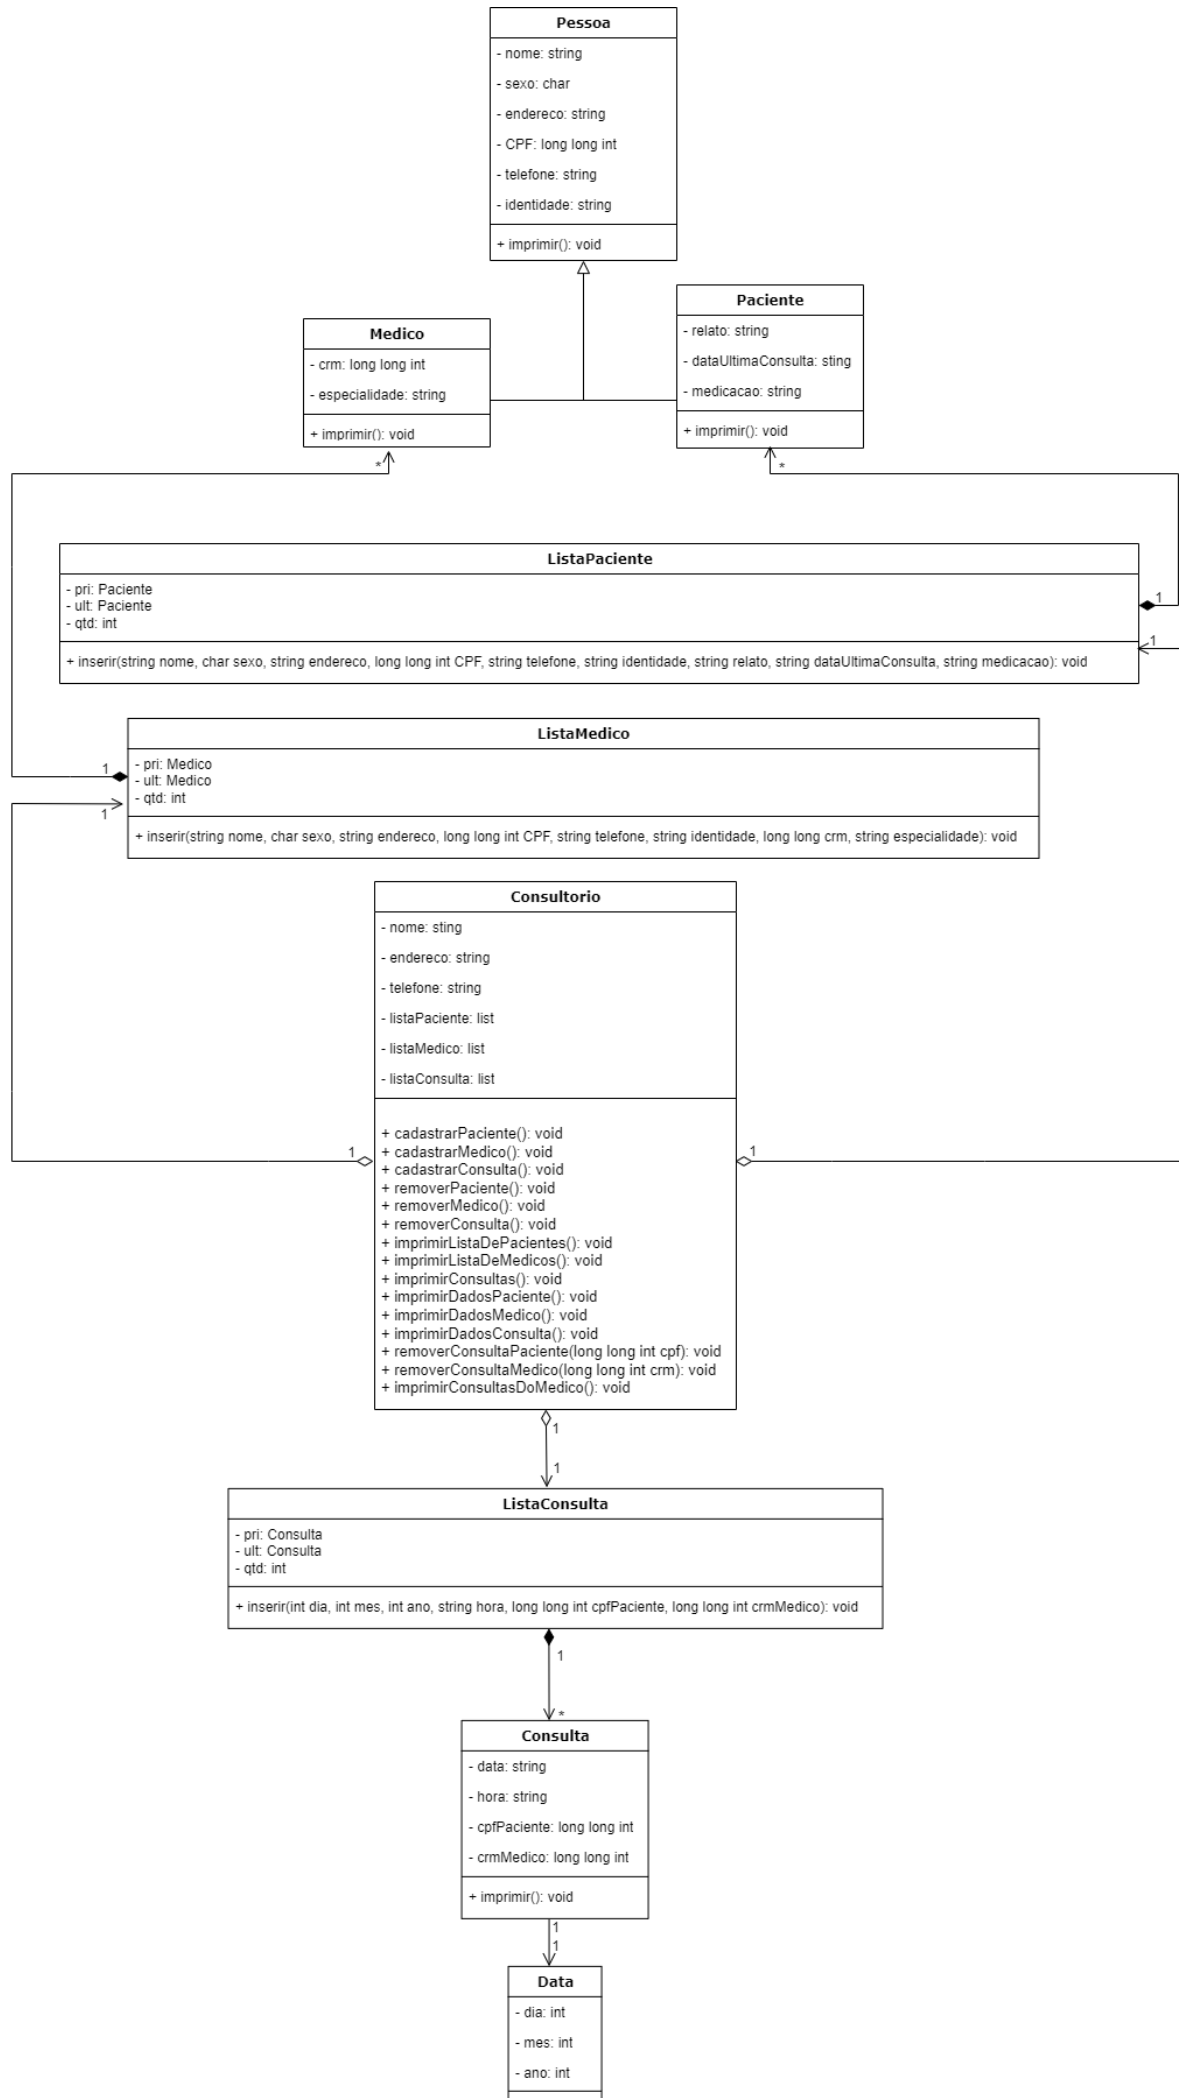 Pessoa
- nome: string
- sexo: char
- endereco: string
- CPF: long long int
- telefone: string
- identidade: string
+ imprimir(): void
Paciente
- relato: string
- dataUltimaConsulta: sting
- medicacao: string
+ imprimir(): void
Medico
- crm: long long int
- especialidade: string
+ imprimir(): void
*
*
ListaPaciente
- pri: Paciente
- ult: Paciente
- qtd: int
1
1
+ inserir(string nome, char sexo, string endereco, long long int CPF, string telefone, string identidade, string relato, string dataUltimaConsulta, string medicacao): void
ListaMedico
1
- pri: Medico
- ult: Medico
- qtd: int
1
+ inserir(string nome, char sexo, string endereco, long long int CPF, string telefone, string identidade, long long crm, string especialidade): void
Consultorio
- nome: sting
- endereco: string
- telefone: string
- listaPaciente: list
- listaMedico: list
- listaConsulta: list
+ cadastrarPaciente(): void
+ cadastrarMedico(): void
1
1
+ cadastrarConsulta(): void
+ removerPaciente(): void
+ removerMedico(): void
+ removerConsulta(): void
+ imprimirListaDePacientes(): void
+ imprimirListaDeMedicos(): void
+ imprimirConsultas(): void
+ imprimirDadosPaciente(): void
+ imprimirDadosMedico(): void
+ imprimirDadosConsulta(): void
+ removerConsultaPaciente(long long int cpf): void
+ removerConsultaMedico(long long int crm): void
+ imprimirConsultasDoMedico(): void
1
1
ListaConsulta
- pri: Consulta
- ult: Consulta
- qtd: int
+ inserir(int dia, int mes, int ano, string hora, long long int cpfPaciente, long long int crmMedico): void
1
*
Consulta
- data: string
- hora: string
- cpfPaciente: long long int
- crmMedico: long long int
+ imprimir(): void
1
1
Data
- dia: int
- mes: int
- ano: int